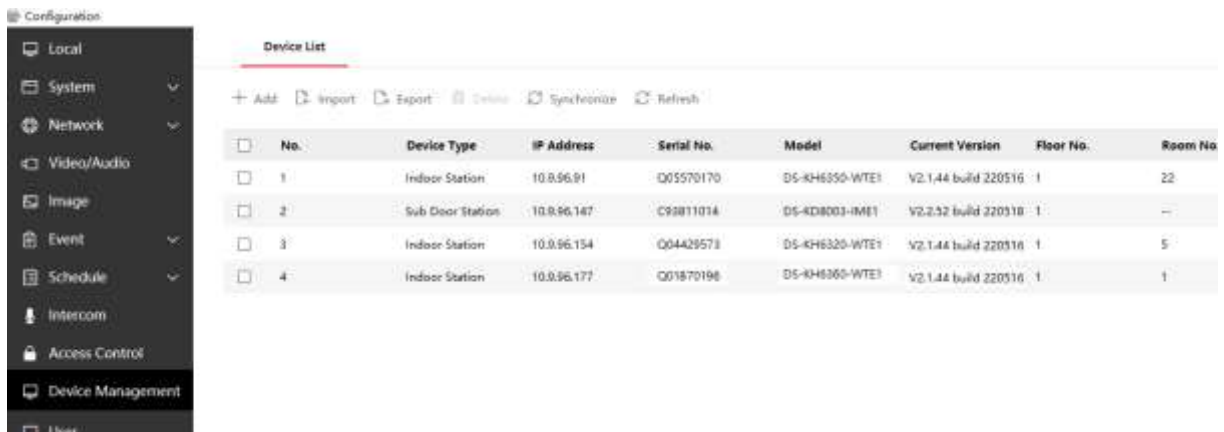 Configuration
Local
System
Network
Video/Audio
Image
Event
Schedule
Intercom
Access Control
Device Management
User
Device List
Add Import Export Delete Synchronize Refresh
No. Device Type IP Address Serial No. Model Current Version Floor No. Room No.
1 Indoor Station 10.9.96.91 Q05570170 DS-KH6350-WTE1 V2.1.44 build 220516 1 22
2 Sub Door Station 10.9.96.147 C93811014 DS-KD8003-IME1 V2.2.52 build 220518 1 --
3 Indoor Station 10.9.96.154 Q04429573 DS-KH6320-WTE1 V2.1.44 build 220516 1 5
4 Indoor Station 10.9.96.177 Q01870196 DS-KH6360-WTE1 V2.1.44 build 220516 1 1